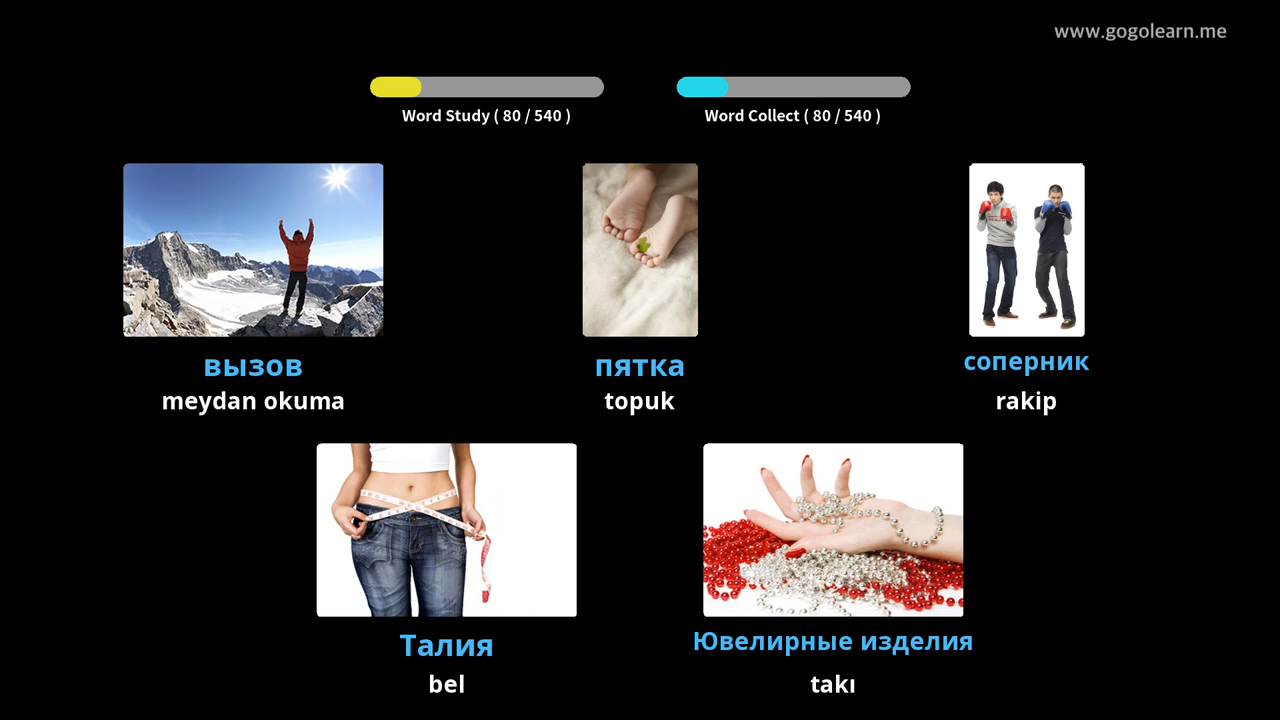 www.gogolearn.me
Word Study ( 80 / 540 )
Word Collect ( 80 / 540 )
вызов
meydan okuma
пятка
topuk
соперник
rakip
Талия
bel
Ювелирные изделия
takı